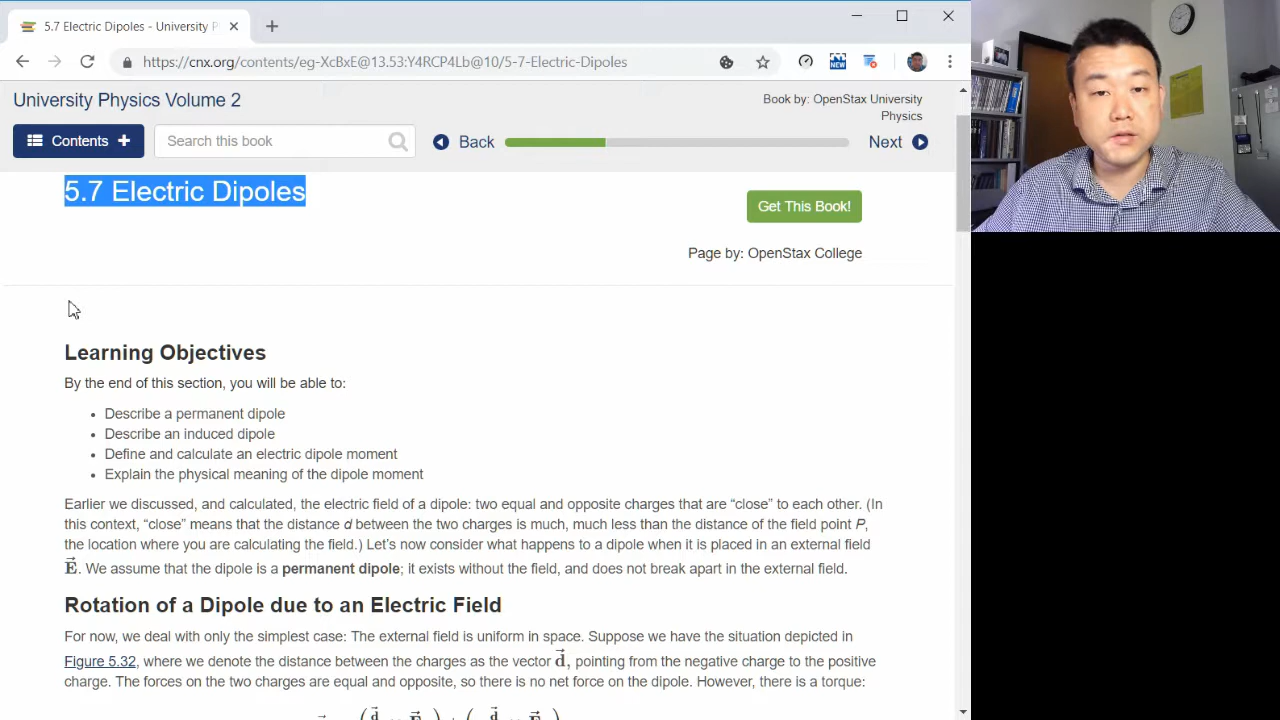 5.7 Electric Dipoles - University P
https://cnx.org/contents/eg-XcBxE@13.53:Y4RCP4Lb@10/5-7-Electric-Dipoles
NEW
University Physics Volume 2
Book by: OpenStax University
Physics
Contents
Search this book
Back
Next
5.7 Electric Dipoles
Get This Book!
Page by: OpenStax College
Learning Objectives
By the end of this section, you will be able to:
• Describe a permanent dipole
• Describe an induced dipole
• Define and calculate an electric dipole moment
• Explain the physical meaning of the dipole moment
Earlier we discussed, and calculated, the electric field of a dipole: two equal and opposite charges that are “close” to each other. (In
this context, “close” means that the distance d between the two charges is much, much less than the distance of the field point P,
the location where you are calculating the field.) Let’s now consider what happens to a dipole when it is placed in an external field
E⃗. We assume that the dipole is a permanent dipole; it exists without the field, and does not break apart in the external field.
Rotation of a Dipole due to an Electric Field
For now, we deal with only the simplest case: The external field is uniform in space. Suppose we have the situation depicted in
Figure 5.32, where we denote the distance between the charges as the vector d⃗, pointing from the negative charge to the positive
charge. The forces on the two charges are equal and opposite, so there is no net force on the dipole. However, there is a torque: